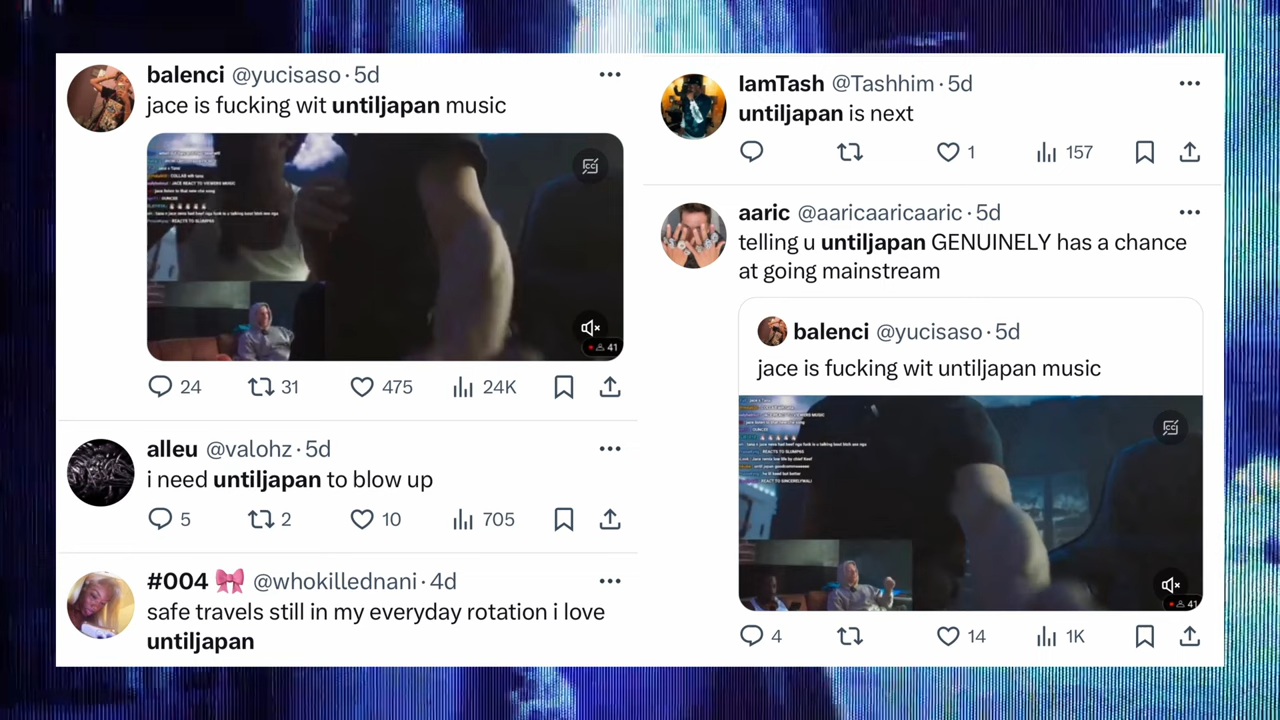 balenci @yucisaso · 5d
jace is fucking wit untiljapan music
41
24 31 475 24K
alleu @valohz · 5d
i need untiljapan to blow up
5 2 10 705
#004 🎀 @whokillednani · 4d
safe travels still in my everyday rotation i love
untiljapan
IamTash @Tashhim · 5d
untiljapan is next
1 157
aaric @aaricaaricaaric · 5d
telling u untiljapan GENUINELY has a chance
at going mainstream
balenci @yucisaso · 5d
jace is fucking wit untiljapan music
41
4 14 1K